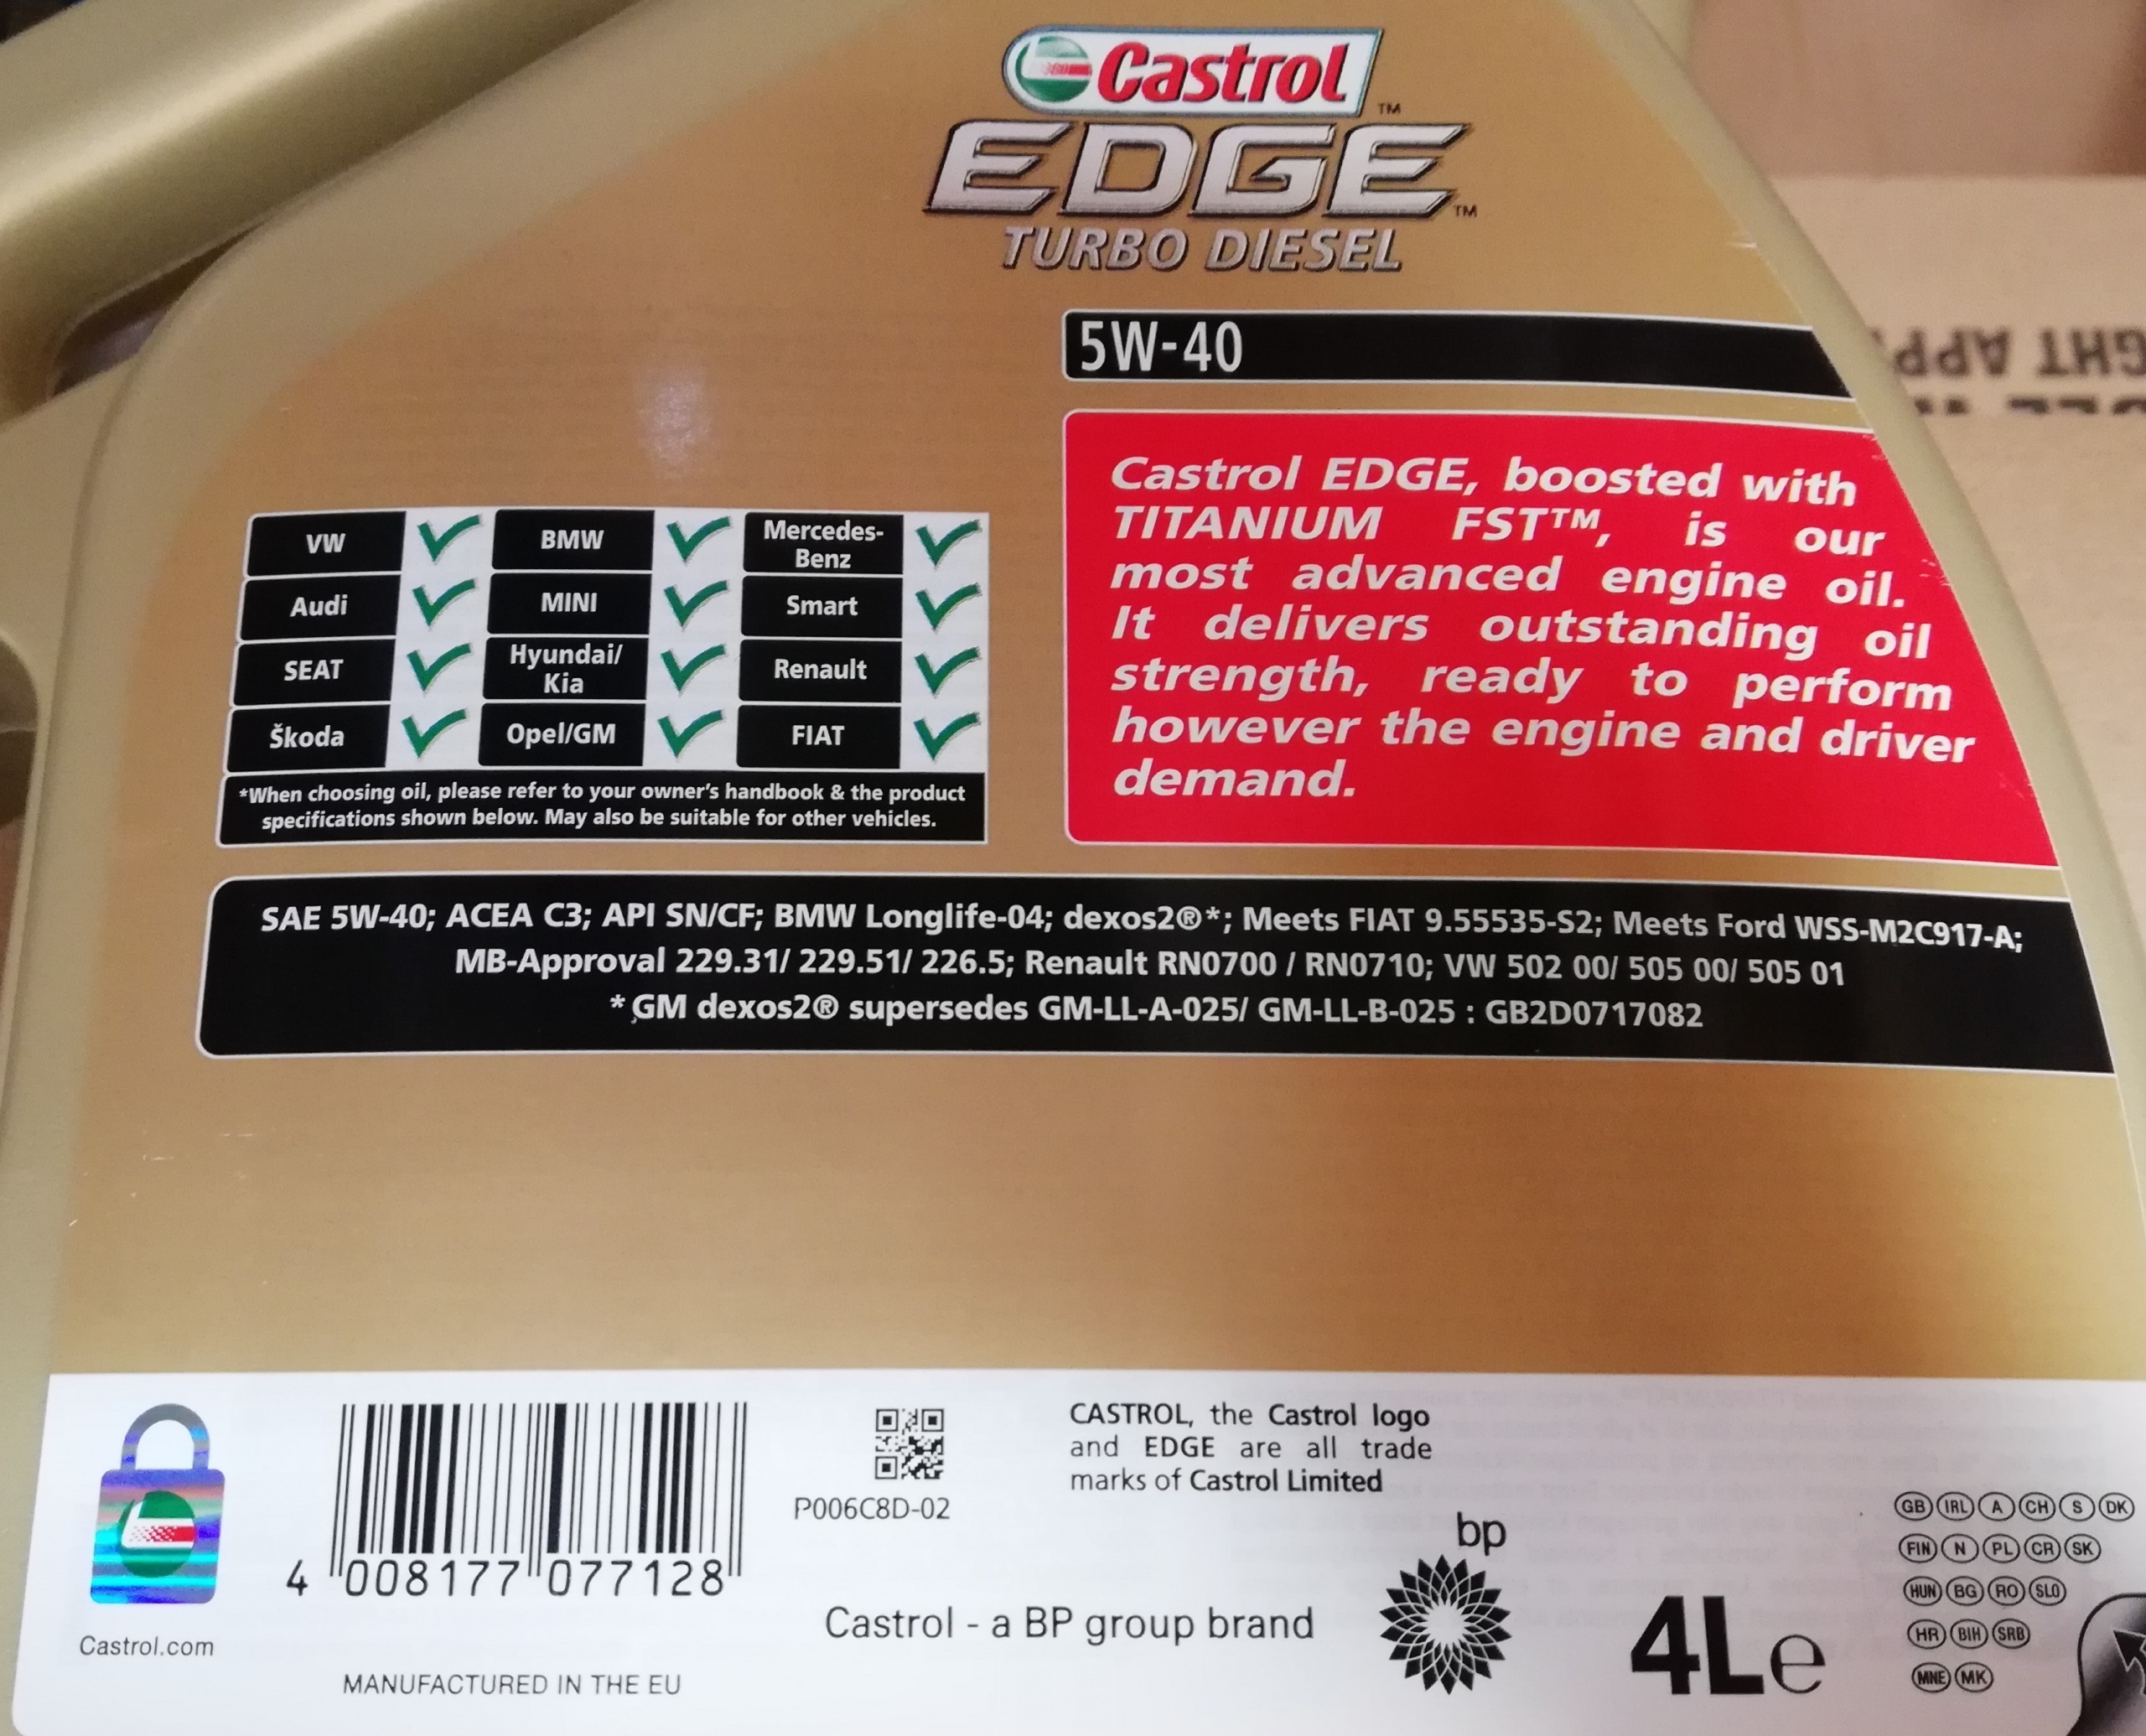 Castrol
TM
EDGE
TM
TURBO DIESEL
5W-40
Castrol EDGE, boosted with
TITANIUM FST™, is our
most advanced engine oil.
It delivers outstanding oil
strength, ready to perform
however the engine and driver
demand.
VW BMW Mercedes-
Benz
Audi MINI Smart
SEAT Hyundai/
Kia Renault
Škoda Opel/GM FIAT
*When choosing oil, please refer to your owner's handbook & the product
specifications shown below. May also be suitable for other vehicles.
SAE 5W-40; ACEA C3; API SN/CF; BMW Longlife-04; dexos2®*; Meets FIAT 9.55535-S2; Meets Ford WSS-M2C917-A;
MB-Approval 229.31/ 229.51/ 226.5; Renault RN0700 / RN0710; VW 502 00/ 505 00/ 505 01
* GM dexos2® supersedes GM-LL-A-025/ GM-LL-B-025 : GB2D0717082
GHT APP
Castrol.com
4 008177 077128
MANUFACTURED IN THE EU
P006C8D-02
CASTROL, the Castrol logo
and EDGE are all trade
marks of Castrol Limited
bp
Castrol - a BP group brand
4L e
GB IRL A CH S DK
FIN N PL CR SK
HUN BG RO SLO
HR BIH SRB
MNE MK